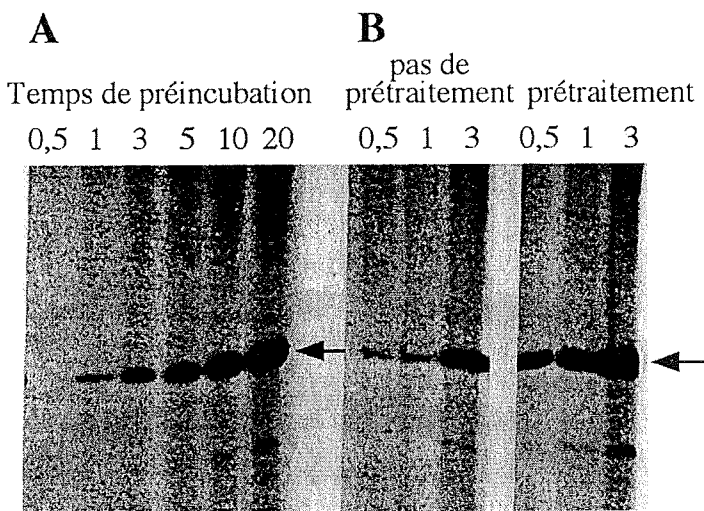 A
Temps de préincubation
0,5 1 3 5 10 20
B
pas de
prétraitement prétraitement
0,5 1 3 0,5 1 3